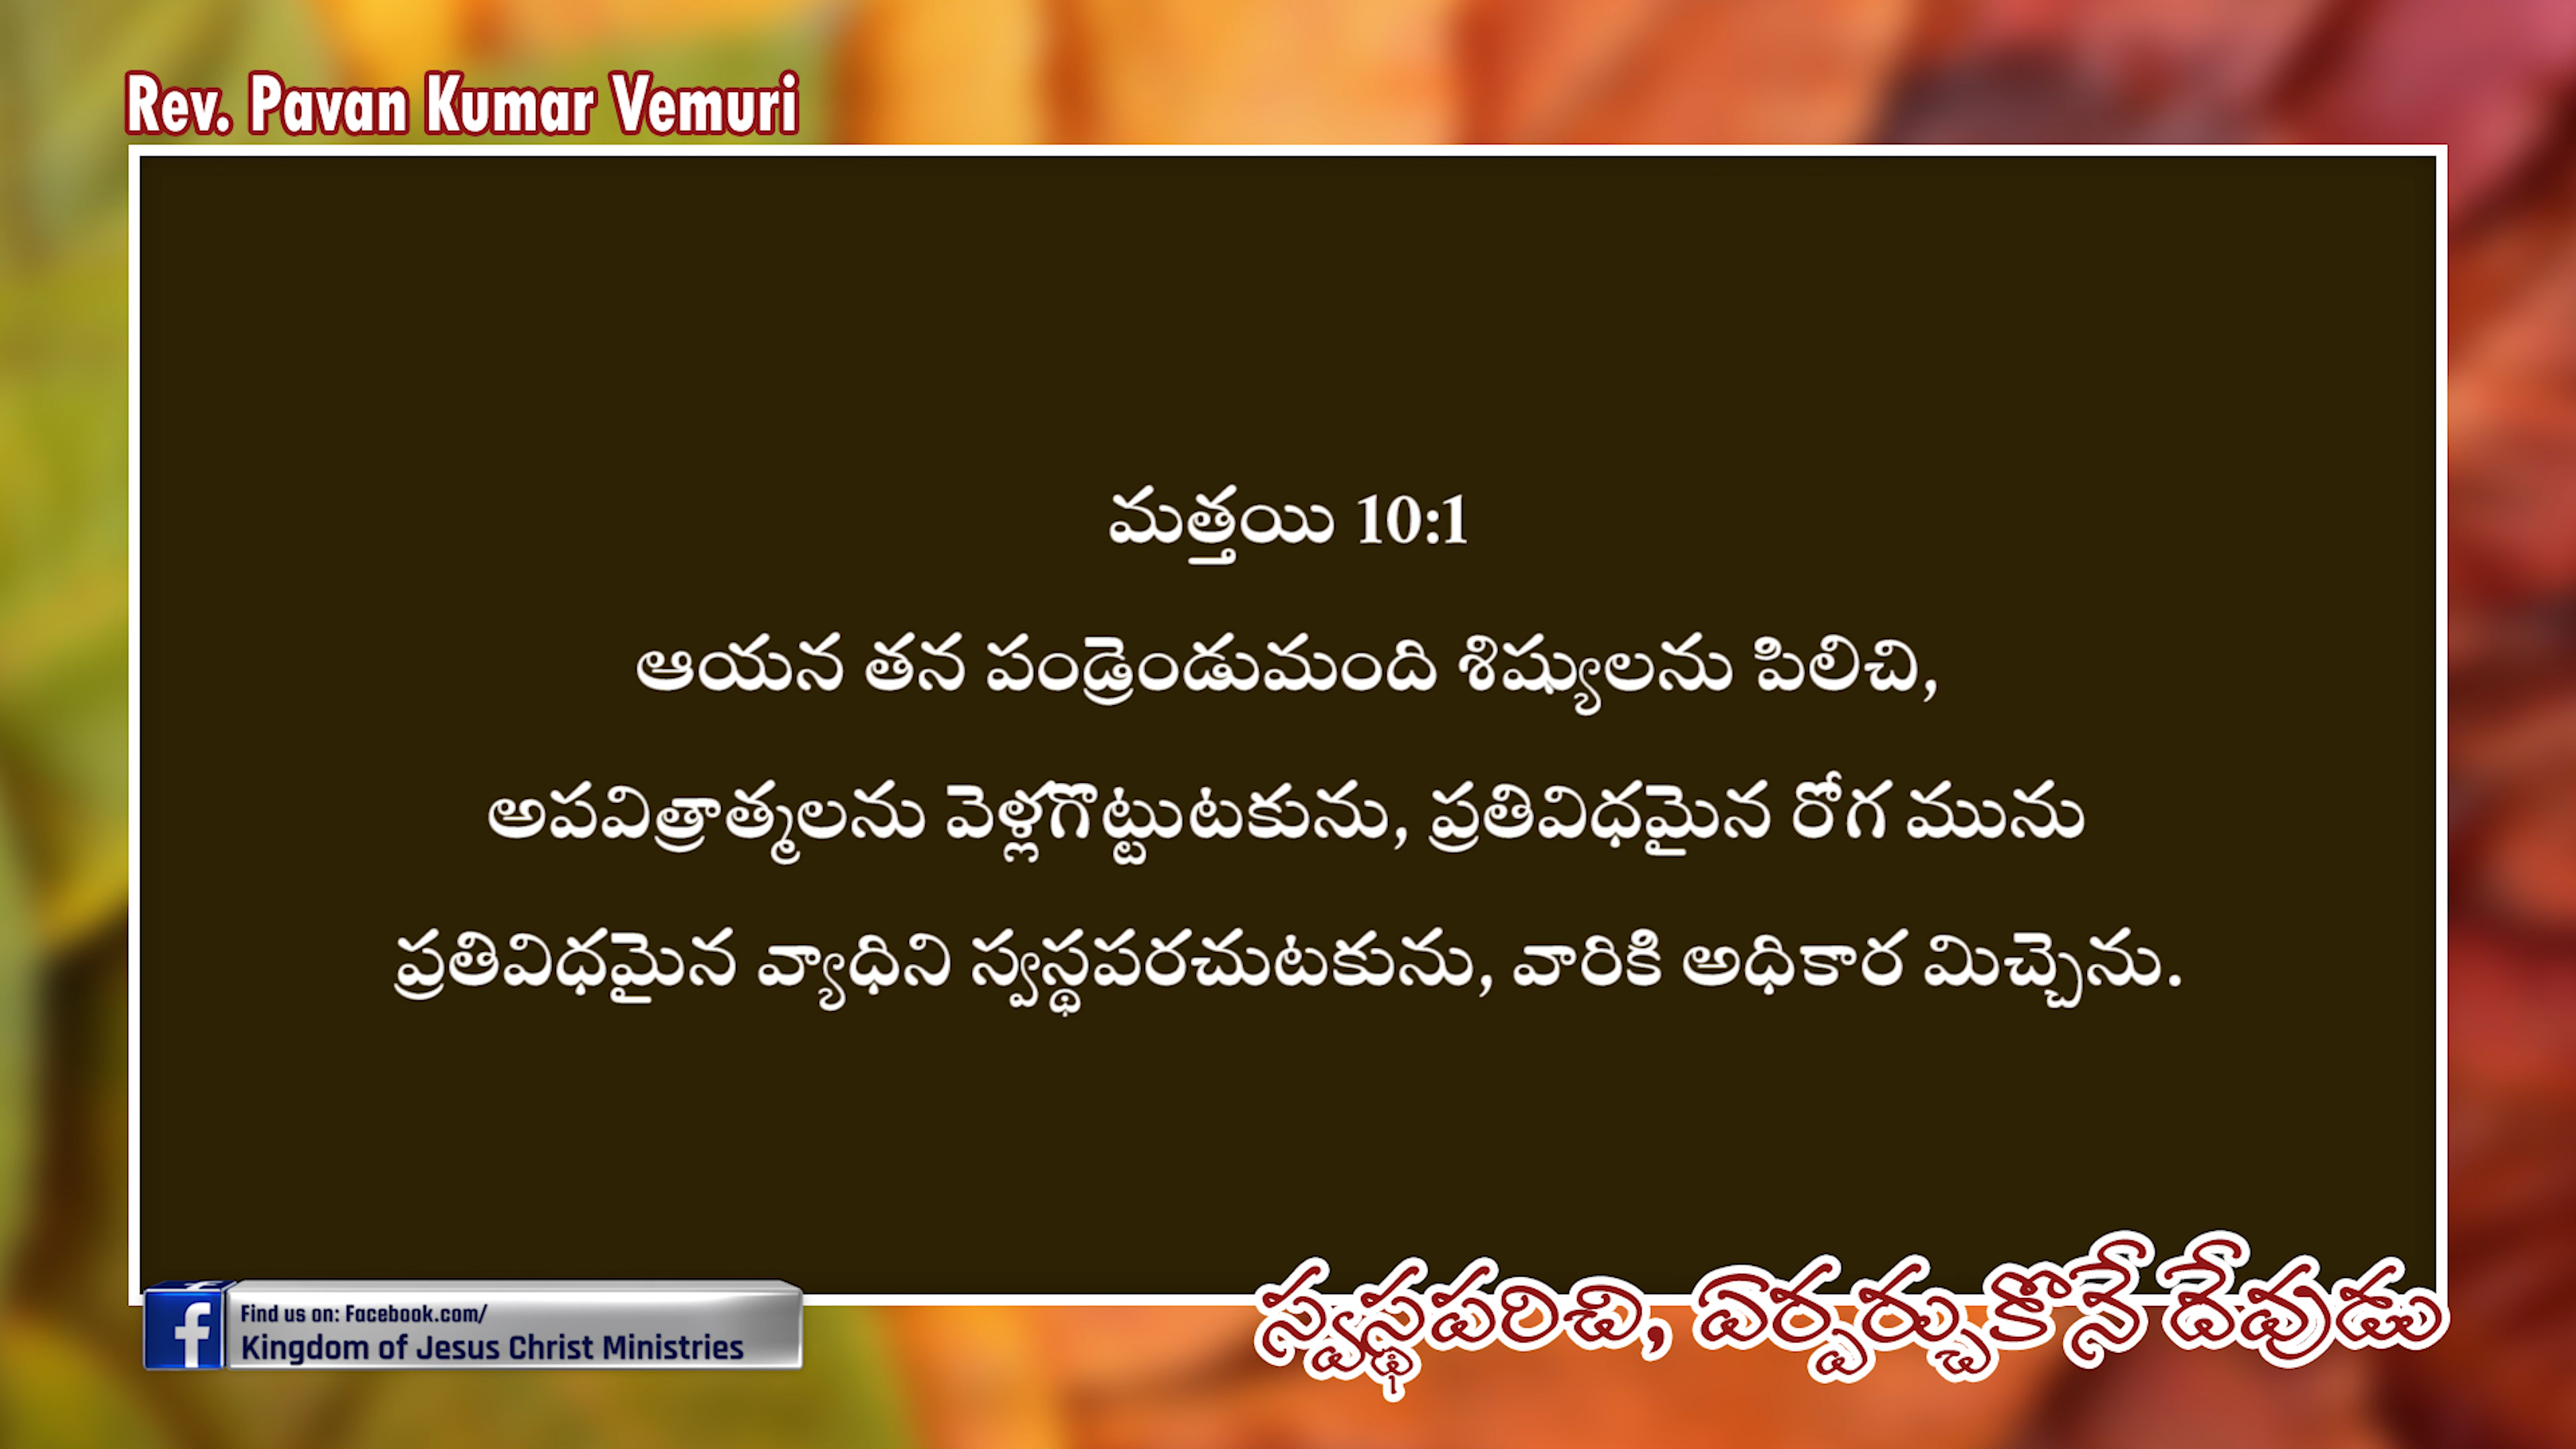 Rev. Pavan Kumar Vemuri
మత్తయి 10:1
ఆయన తన పండ్రెండుమంది శిష్యులను పిలిచి,
అపవిత్రాత్మలను వెళ్లగొట్టుటకును, ప్రతివిధమైన రోగ మును
ప్రతివిధమైన వ్యాధిని స్వస్థపరచుటకును, వారికి అధికార మిచ్చెను.
Find us on: Facebook.com/
Kingdom of Jesus Christ Ministries
స్వస్థపరిచి, ఏర్పర్చుకొనే దేవుడు